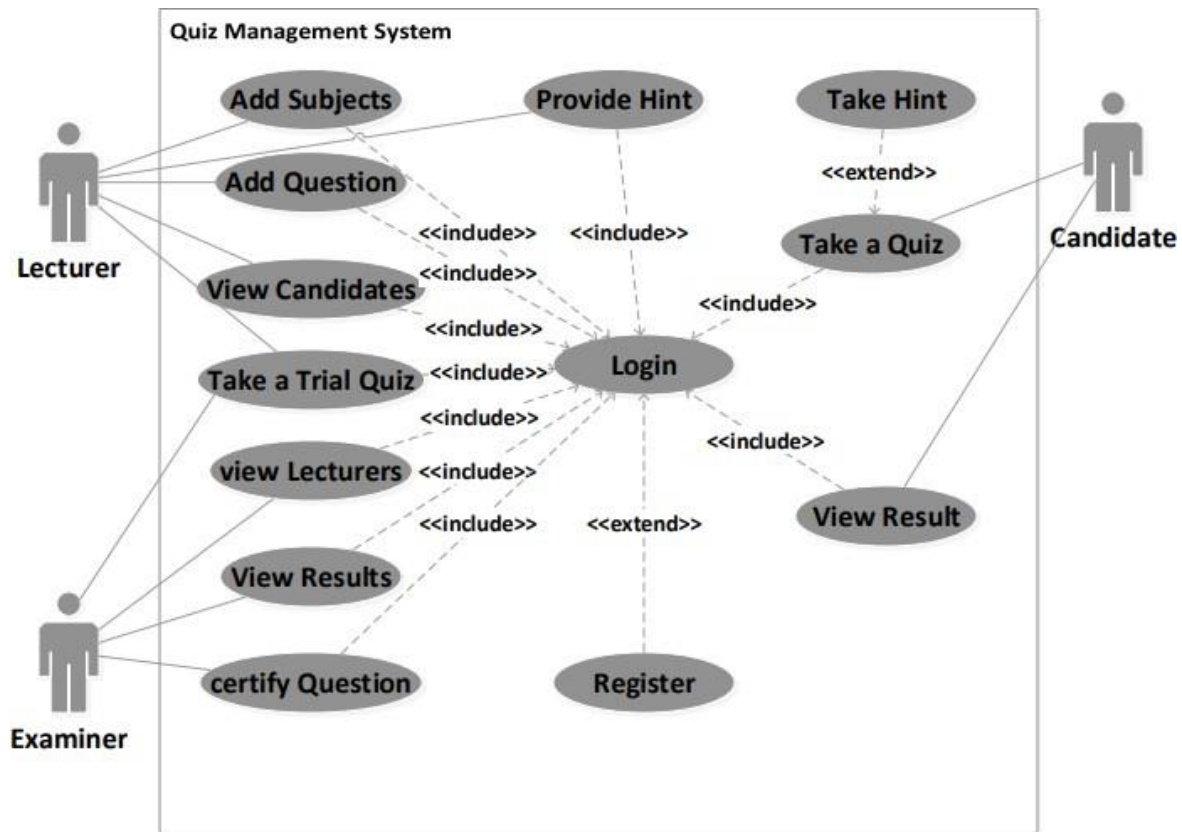 Quiz Management System
Add Subjects
Provide Hint
Take Hint
<<extend>>
Add Question
<<include>>
<<include>>
Take a Quiz
Lecturer
Candidate
<<include>>
View Candidates
<<include>>
<<include>>
Login
Take a Trial Quiz
<<include>>
<<include>>
<<include>>
view Lecturers
<<include>>
<<include>>
<<extend>>
View Result
View Results
certify Question
Register
Examiner